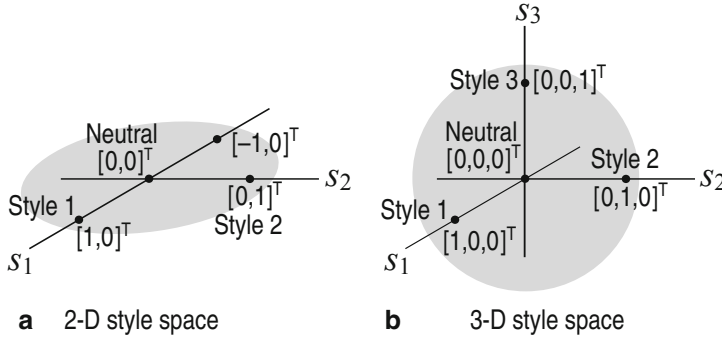 Neutral
[0,0]ᵀ
[−1,0]ᵀ
s₂
[0,1]ᵀ
Style 2
Style 1
[1,0]ᵀ
s₁
a 2-D style space
s₃
Style 3
[0,0,1]ᵀ
Neutral
[0,0,0]ᵀ
Style 2
s₂
[0,1,0]ᵀ
Style 1
[1,0,0]ᵀ
s₁
b 3-D style space